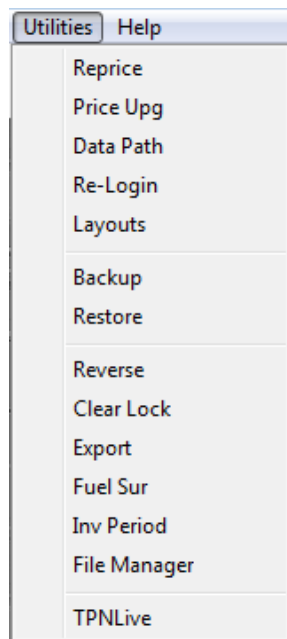 Utilities Help
Reprice
Price Upg
Data Path
Re-Login
Layouts
Backup
Restore
Reverse
Clear Lock
Export
Fuel Sur
Inv Period
File Manager
TPNLive